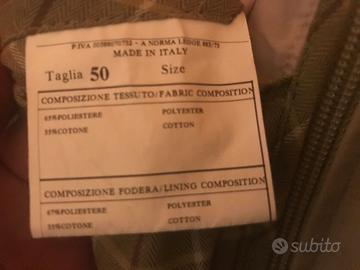 P.IVA 00588070732 - A NORMA LEGGE 883/73
MADE IN ITALY
Taglia 50 Size
COMPOSIZIONE TESSUTO/FABRIC COMPOSITION
65%POLIESTERE POLYESTER
35%COTONE COTTON
COMPOSIZIONE FODERA/LINING COMPOSITION
67%POLIESTERE POLYESTER
33%COTONE COTTON
subito